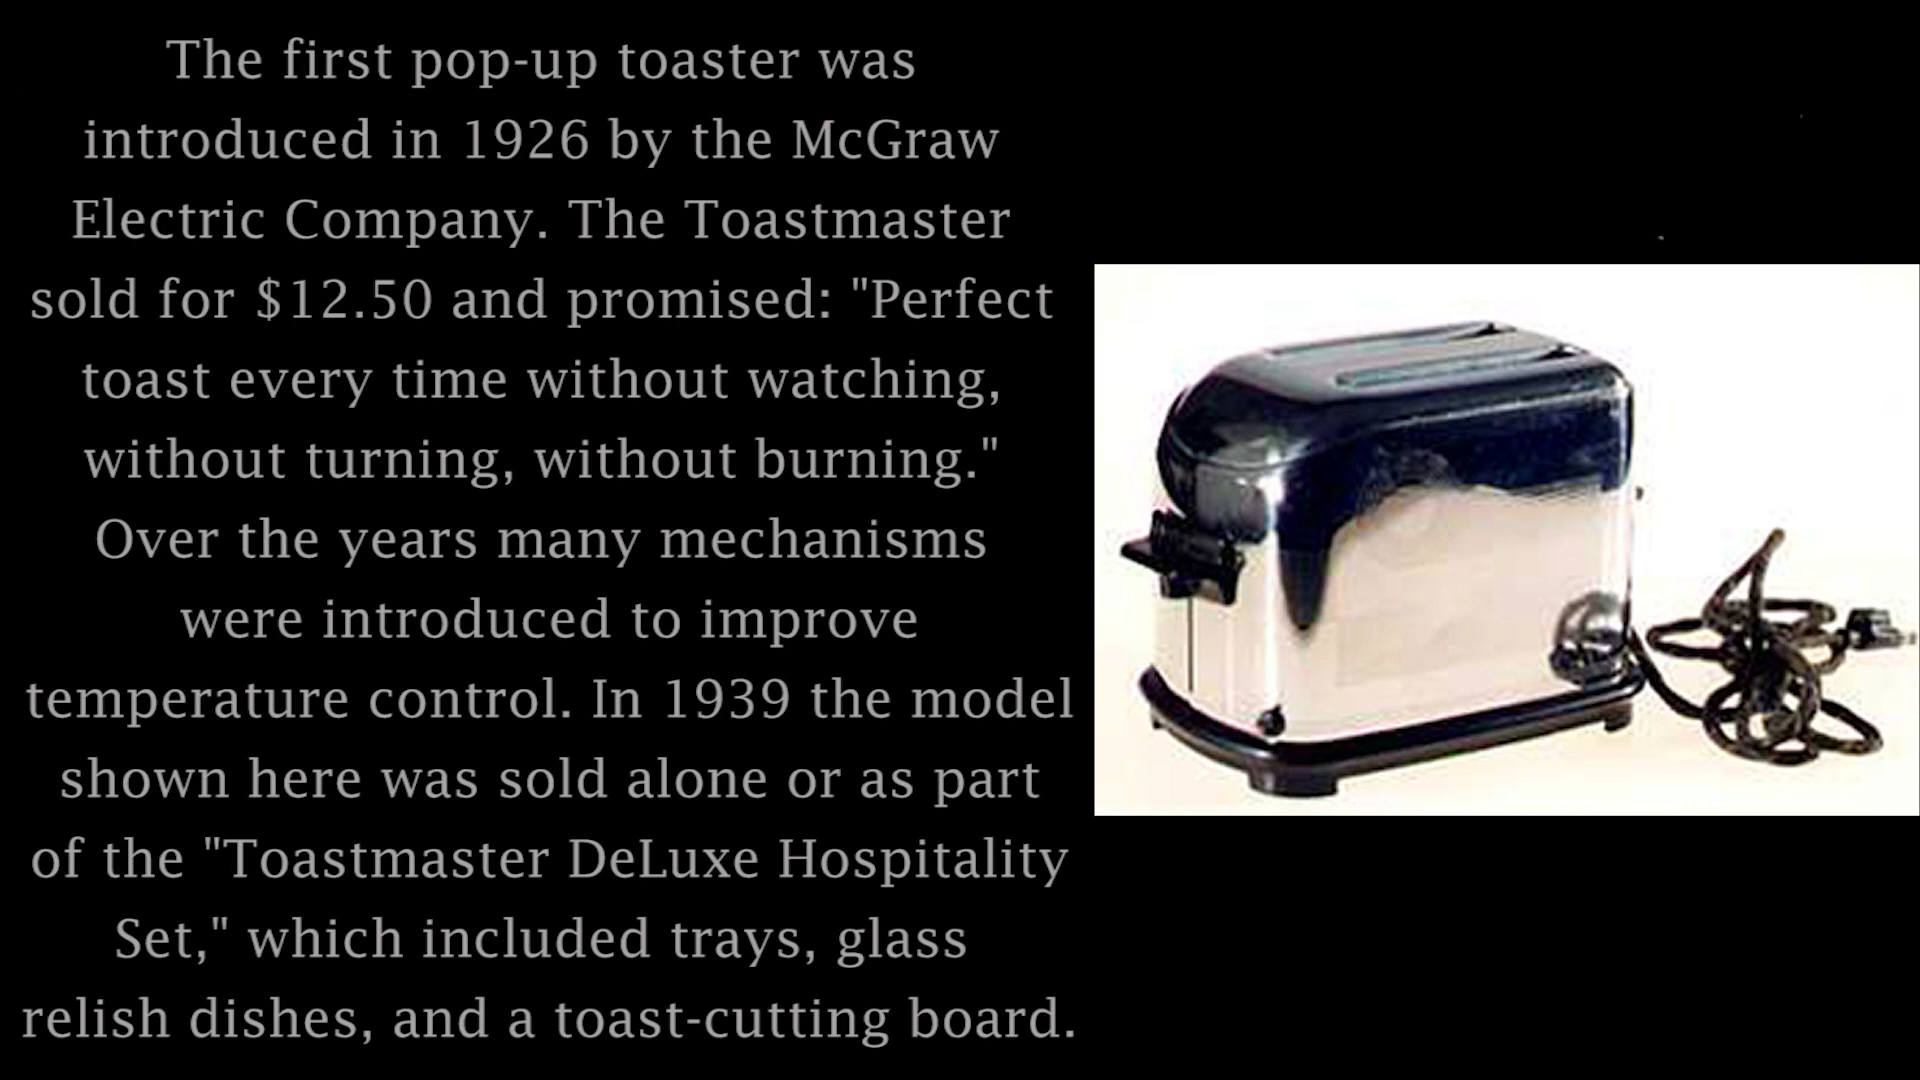 The first pop-up toaster was
introduced in 1926 by the McGraw
Electric Company. The Toastmaster
sold for $12.50 and promised: "Perfect
toast every time without watching,
without turning, without burning."
Over the years many mechanisms
were introduced to improve
temperature control. In 1939 the model
shown here was sold alone or as part
of the "Toastmaster DeLuxe Hospitality
Set," which included trays, glass
relish dishes, and a toast-cutting board.